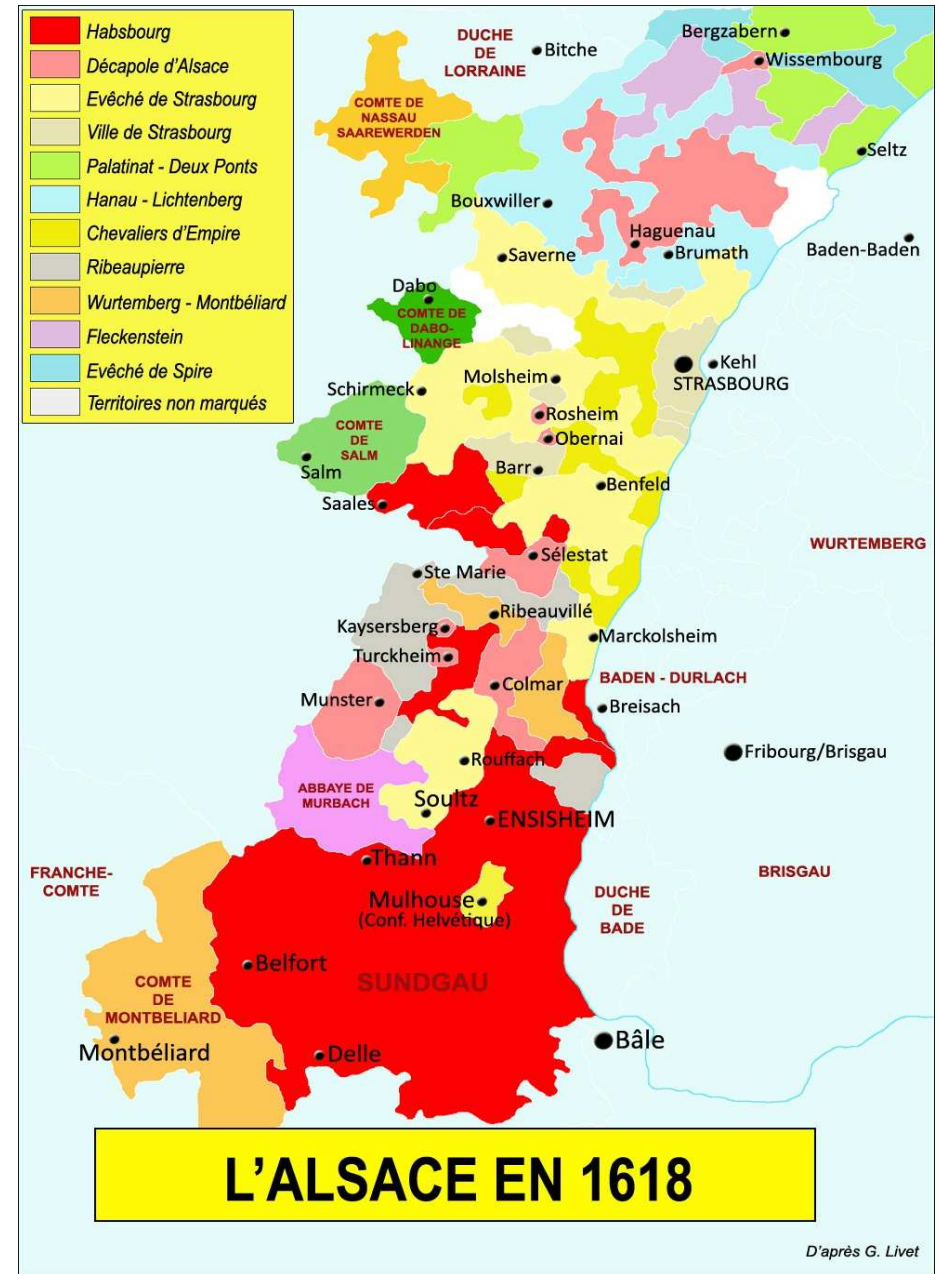 Habsbourg
Décapole d'Alsace
Evêché de Strasbourg
Ville de Strasbourg
Palatinat - Deux Ponts
Hanau - Lichtenberg
Chevaliers d'Empire
Ribeaupierre
Wurtemberg - Montbéliard
Fleckenstein
Evêché de Spire
Territoires non marqués
DUCHE
DE
LORRAINE
Bitche
Bergzabern
Wissembourg
COMTE DE
NASSAU
SAAREWERDEN
Seltz
Bouxwiller
Haguenau
Brumath
Baden-Baden
Saverne
Dabo
COMTE DE
DABO-
LINANGE
Kehl
STRASBOURG
Molsheim
Schirmeck
Rosheim
COMTE
DE
SALM
Obernai
Salm
Barr
Benfeld
Saales
WURTEMBERG
Sélestat
Ste Marie
Ribeauvillé
Kaysersberg
Marckolsheim
Turckheim
BADEN - DURLACH
Colmar
Munster
Breisach
Fribourg/Brisgau
Rouffach
ABBAYE DE
MURBACH
Soultz
ENSISHEIM
Thann
FRANCHE-
COMTE
BRISGAU
Mulhouse
(Conf. Helvétique)
DUCHE
DE
BADE
Belfort
SUNDGAU
COMTE
DE
MONTBELIARD
Montbéliard
Delle
Bâle
L'ALSACE EN 1618
D'après G. Livet